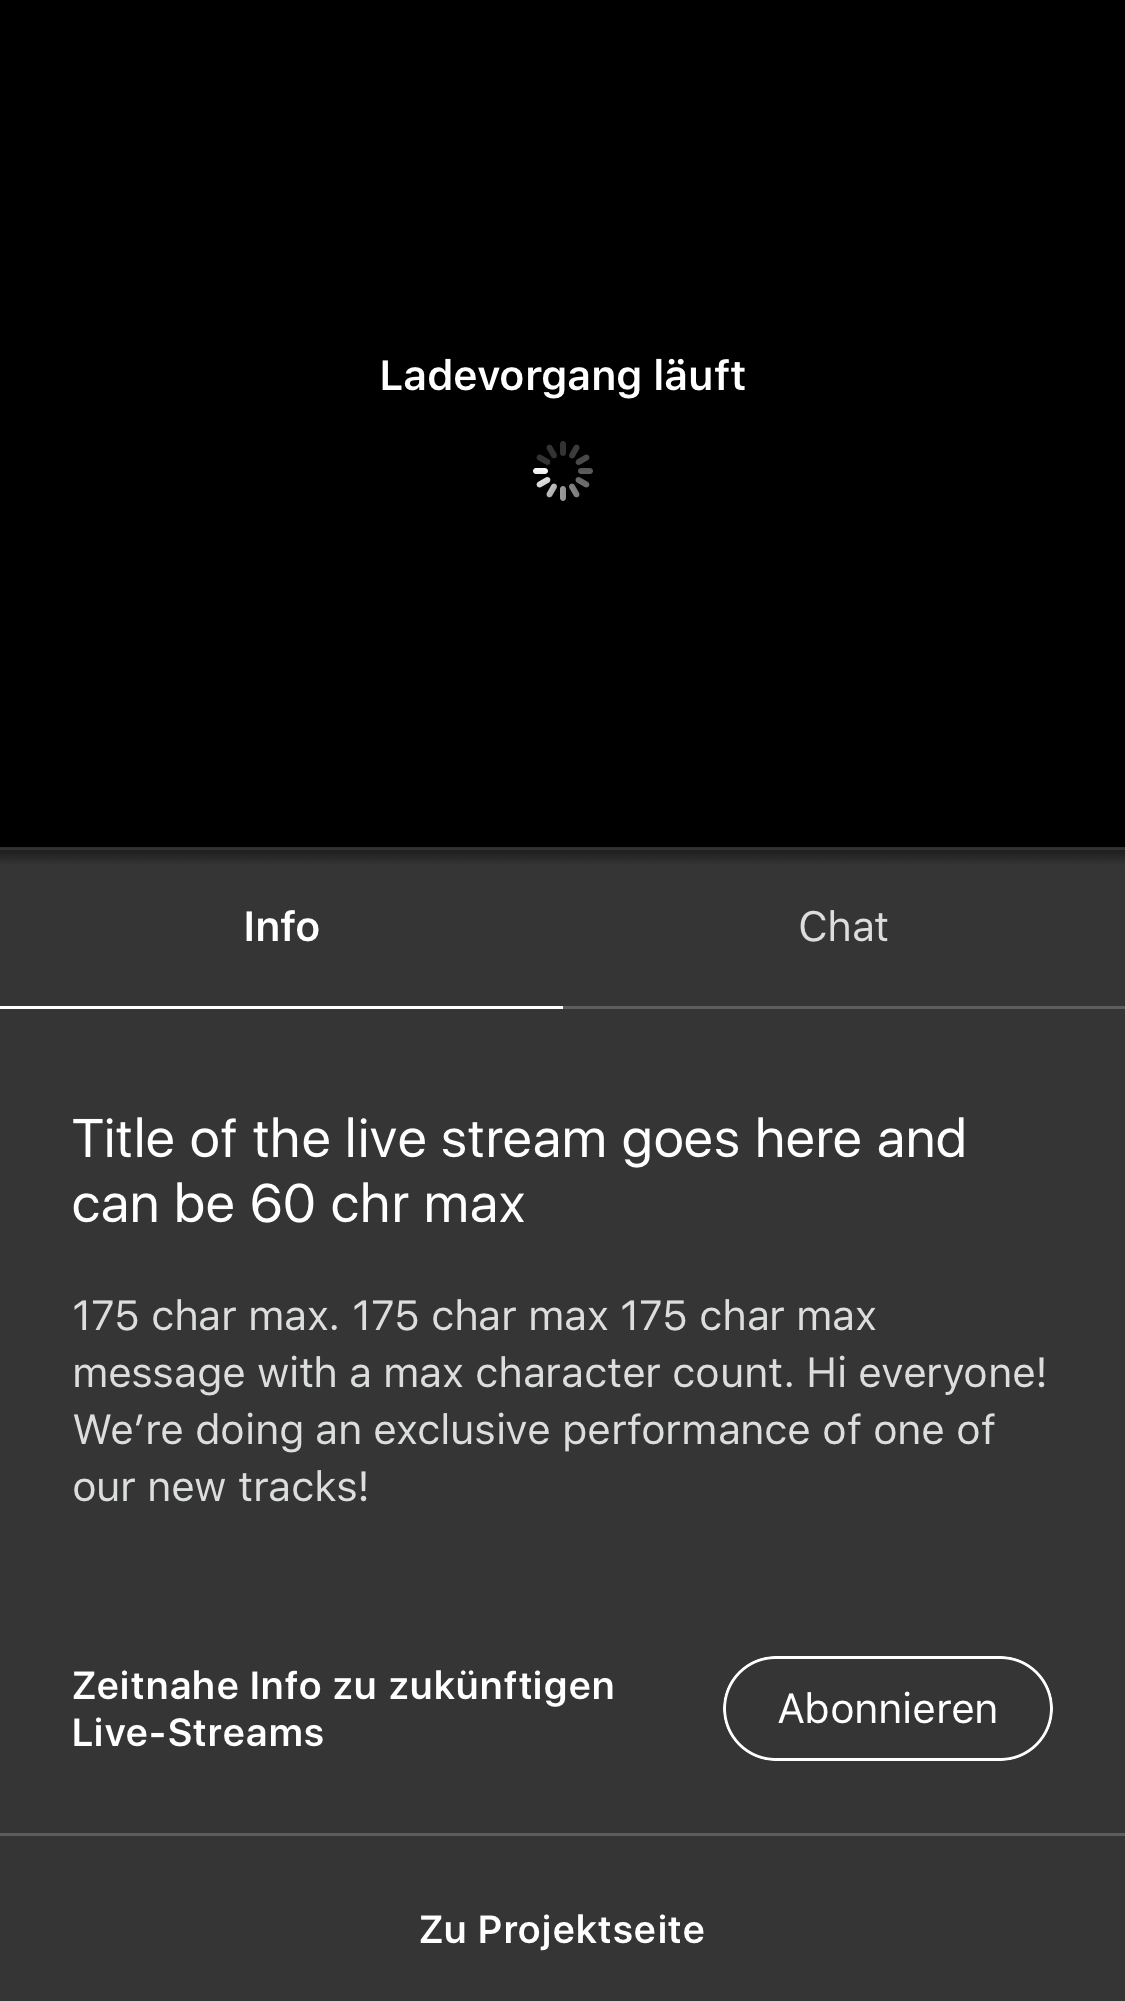 Ladevorgang läuft
Info
Chat
Title of the live stream goes here and
can be 60 chr max
175 char max. 175 char max 175 char max
message with a max character count. Hi everyone!
We’re doing an exclusive performance of one of
our new tracks!
Zeitnahe Info zu zukünftigen
Live-Streams
Abonnieren
Zu Projektseite